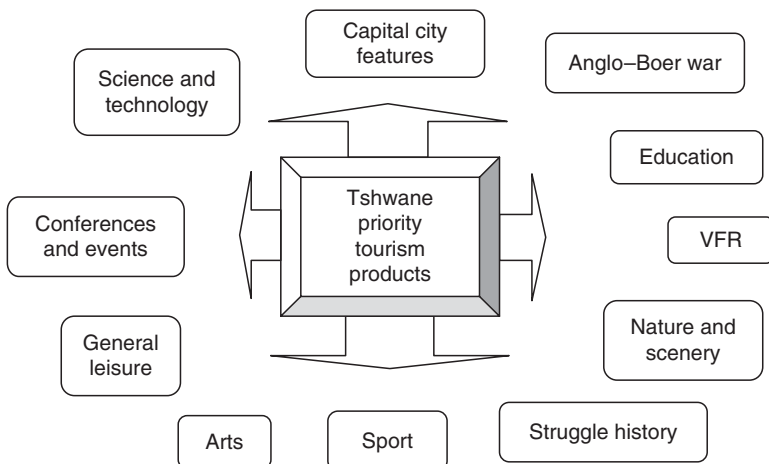 Capital city
features
Anglo–Boer war
Science and
technology
Education
Tshwane
priority
tourism
products
Conferences
and events
VFR
General
leisure
Nature and
scenery
Arts
Sport
Struggle history